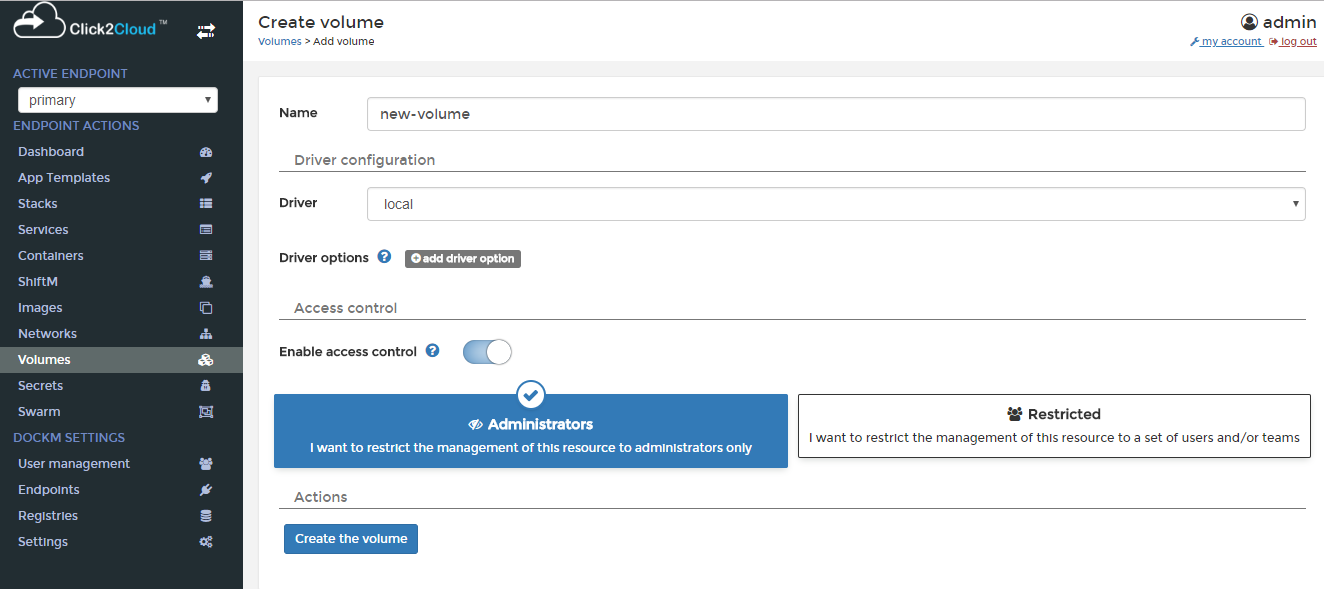 Click2Cloud™
ACTIVE ENDPOINT
primary
ENDPOINT ACTIONS
Dashboard
App Templates
Stacks
Services
Containers
ShiftM
Images
Networks
Volumes
Secrets
Swarm
DOCKM SETTINGS
User management
Endpoints
Registries
Settings
Create volume
Volumes > Add volume
admin
my account log out
Name new-volume
Driver configuration
Driver local
Driver options ? add driver option
Access control
Enable access control ?
Administrators
I want to restrict the management of this resource to administrators only
Restricted
I want to restrict the management of this resource to a set of users and/or teams
Actions
Create the volume